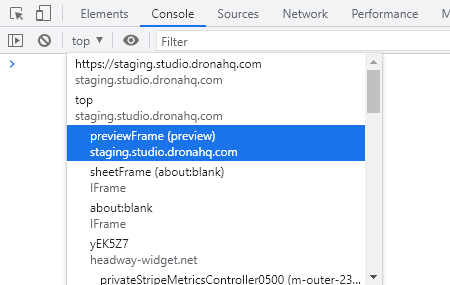 Elements Console Sources Network Performance Memory
top Filter
https://staging.studio.dronahq.com
staging.studio.dronahq.com
top
staging.studio.dronahq.com
previewFrame (preview)
staging.studio.dronahq.com
sheetFrame (about:blank)
IFrame
about:blank
IFrame
yEK5Z7
headway-widget.net
privateStripeMetricsController0500 (m-outer-23...